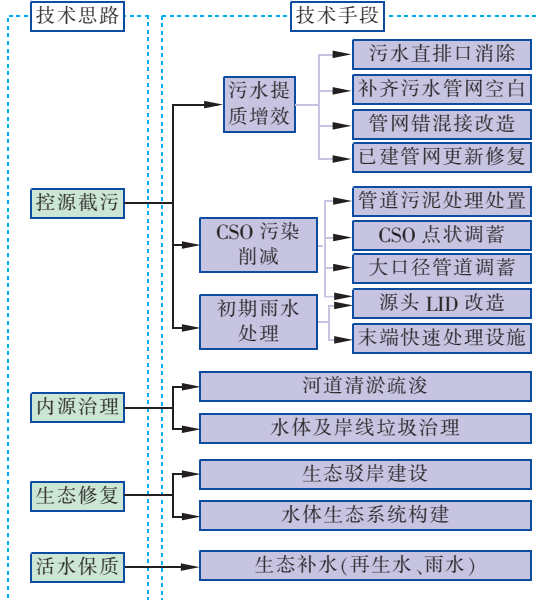 技术思路
技术手段
污水提
质增效
污水直排口消除
补齐污水管网空白
管网错混接改造
已建管网更新修复
控源截污
CSO 污染
削减
管道污泥处理处置
CSO 点状调蓄
大口径管道调蓄
初期雨水
处理
源头 LID 改造
末端快速处理设施
内源治理
河道清淤疏浚
水体及岸线垃圾治理
生态修复
生态驳岸建设
水体生态系统构建
活水保质
生态补水(再生水、雨水)